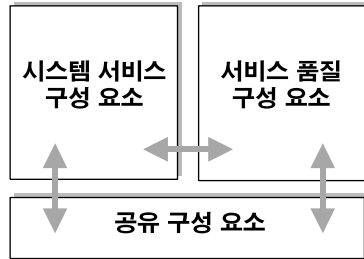 시스템 서비스
구성 요소
서비스 품질
구성 요소
공유 구성 요소